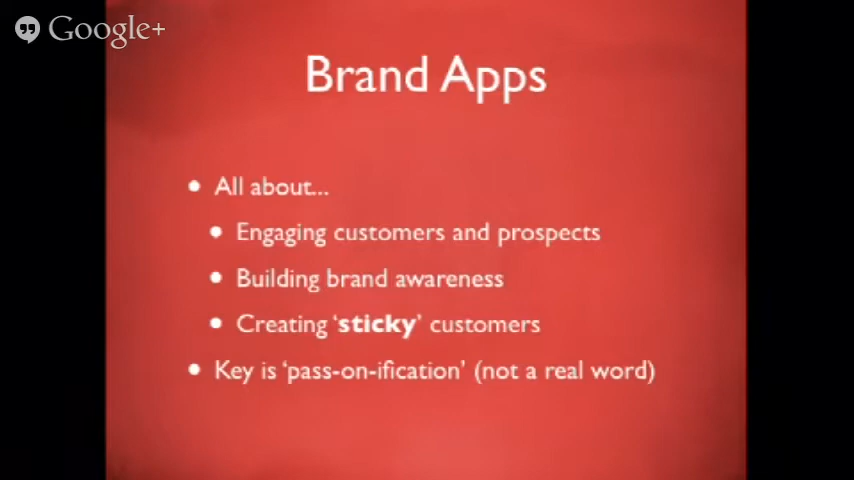 Google+
Brand Apps
All about...
Engaging customers and prospects
Building brand awareness
Creating ‘sticky’ customers
Key is ‘pass-on-ification’ (not a real word)